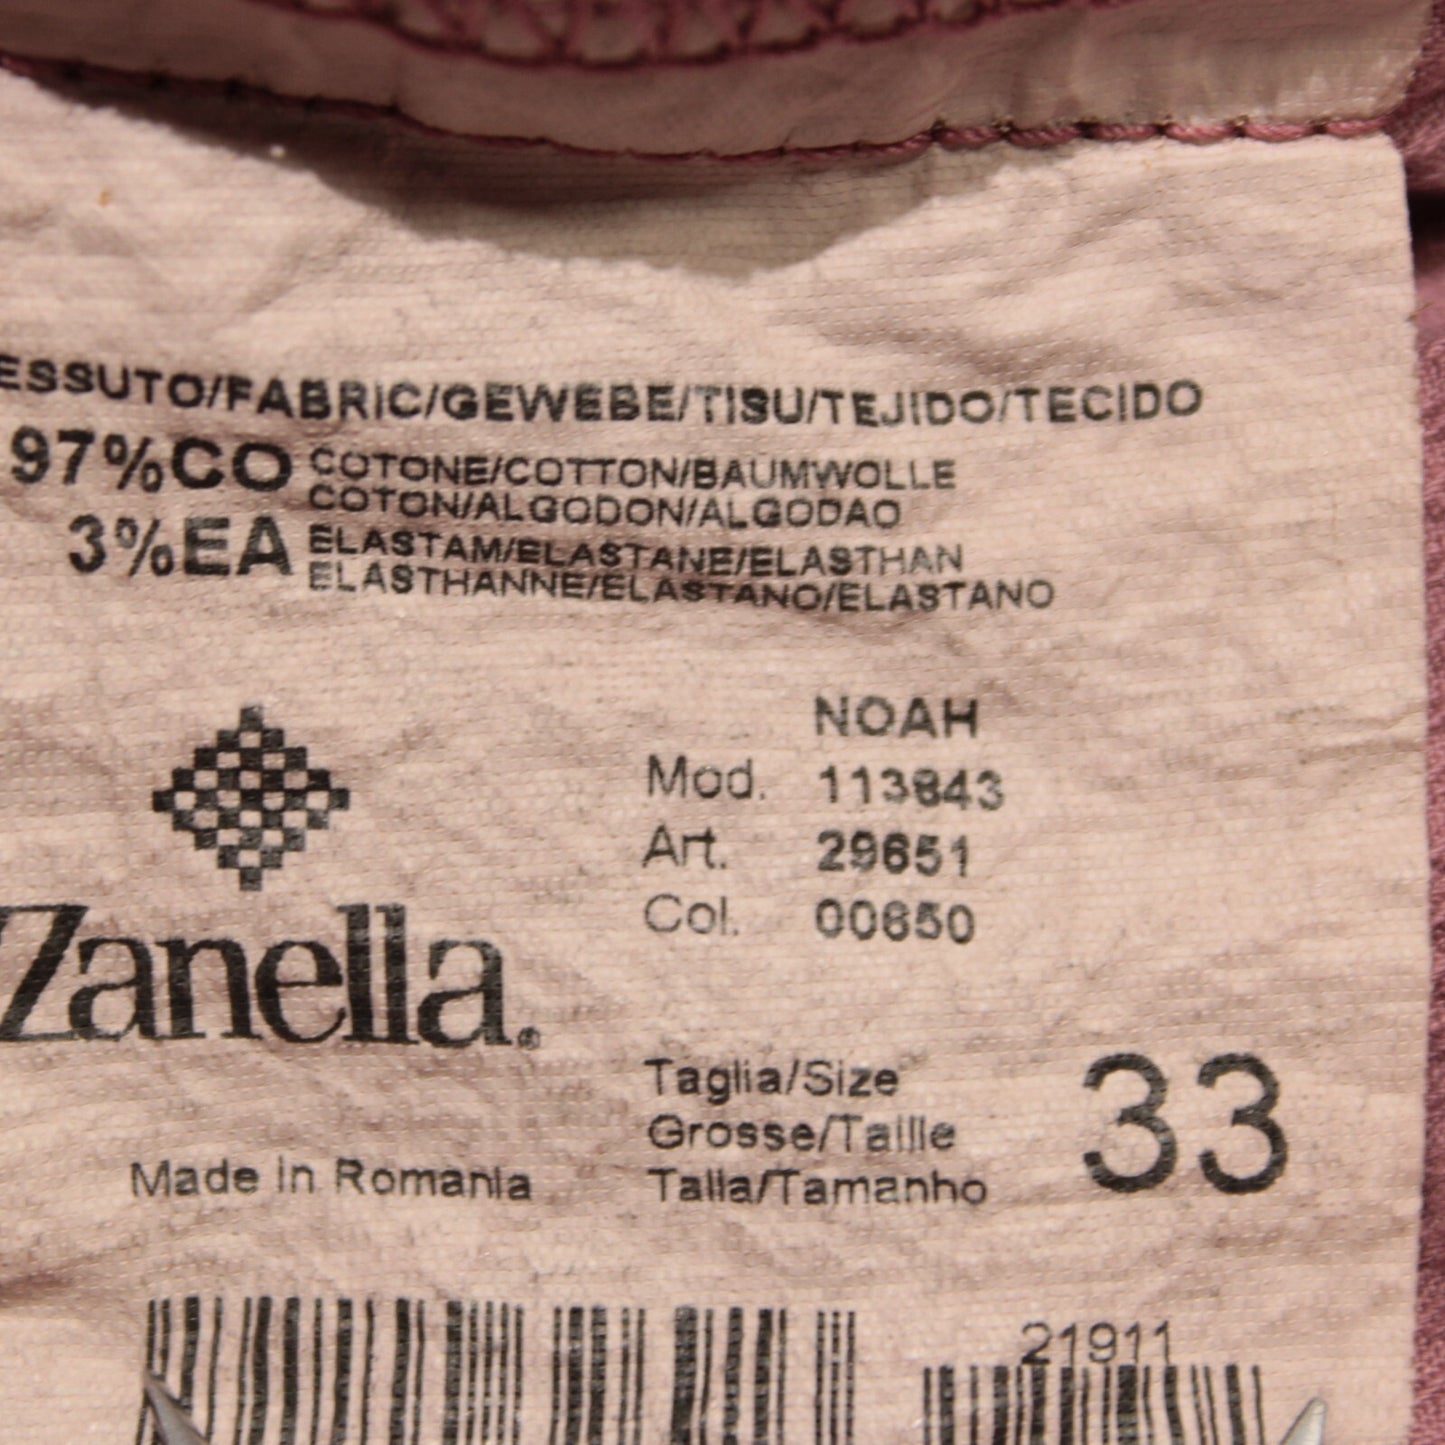 ESSUTO/FABRIC/GEWEBE/TISU/TEJIDO/TECIDO
97%CO COTONE/COTTON/BAUMWOLLE
COTON/ALGODON/ALGODAO
3%EA ELASTAM/ELASTANE/ELASTHAN
ELASTHANNE/ELASTANO/ELASTANO
NOAH
Mod. 113843
Art. 29651
Col. 00650
Zanella®
Taglia/Size
Grosse/Taille
Talla/Tamanho
33
Made in Romania
21911